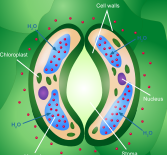 Cell walls
H₂O
H₂O
Chloroplast
Nucleus
H₂O
H₂O
Stoma